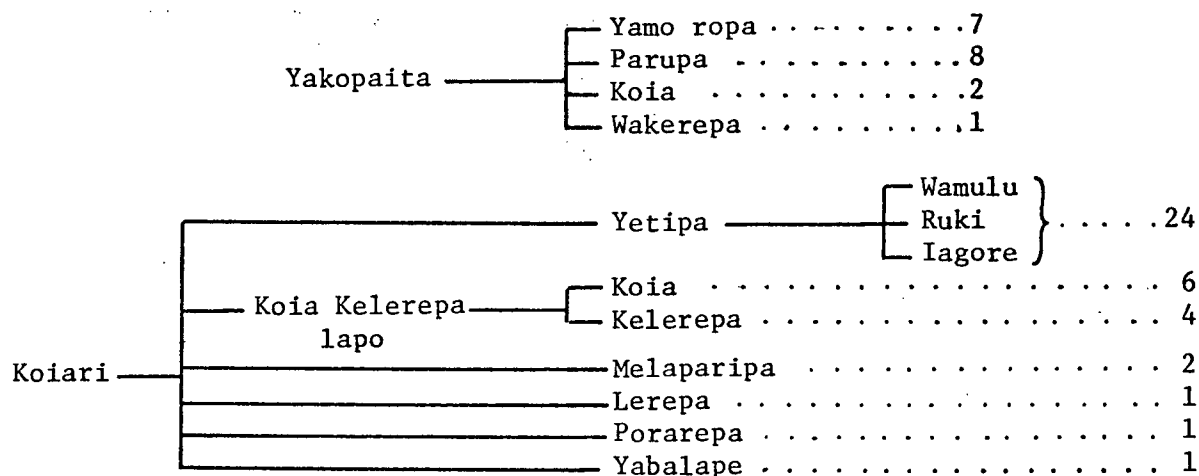 Yamo ropa . . . . . . . . . 7
Parupa . . . . . . . . . . 8
Yakopaita
Koia . . . . . . . . . . . 2
Wakerepa . . . . . . . . . 1
Wamulu
Yetipa Ruki . . . . . 24
Iagore
Koia . . . . . . . . . . . . . . . . . . 6
Koia Kelerepa
Kelerepa . . . . . . . . . . . . . . . . 4
lapo
Melaparipa . . . . . . . . . . . . . . . 2
Koiari
Lerepa . . . . . . . . . . . . . . . . . 1
Porarepa . . . . . . . . . . . . . . . . 1
Yabalape . . . . . . . . . . . . . . . . 1